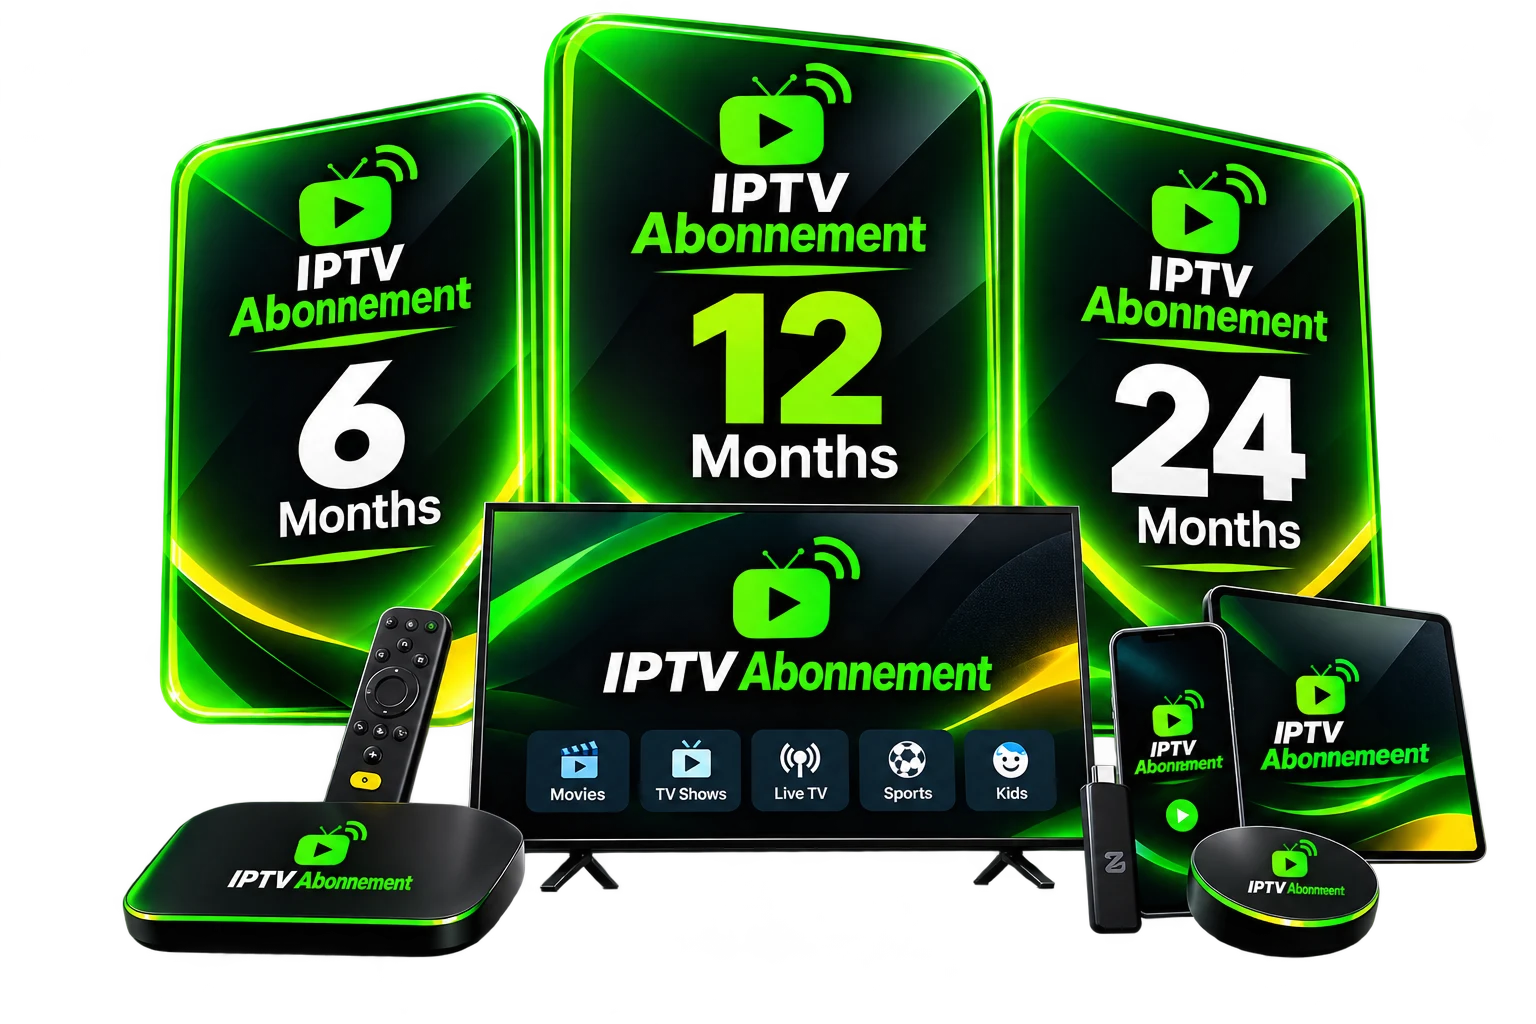 IPTV
Abonnement
6
Months
IPTV
Abonnement
12
Months
IPTV
Abonnement
24
Months
IPTV Abonnement
Movies
TV Shows
Live TV
Sports
Kids
IPTV Abonnement
IPTV
Abonnement
IPTV
Abonnemeent
IPTV